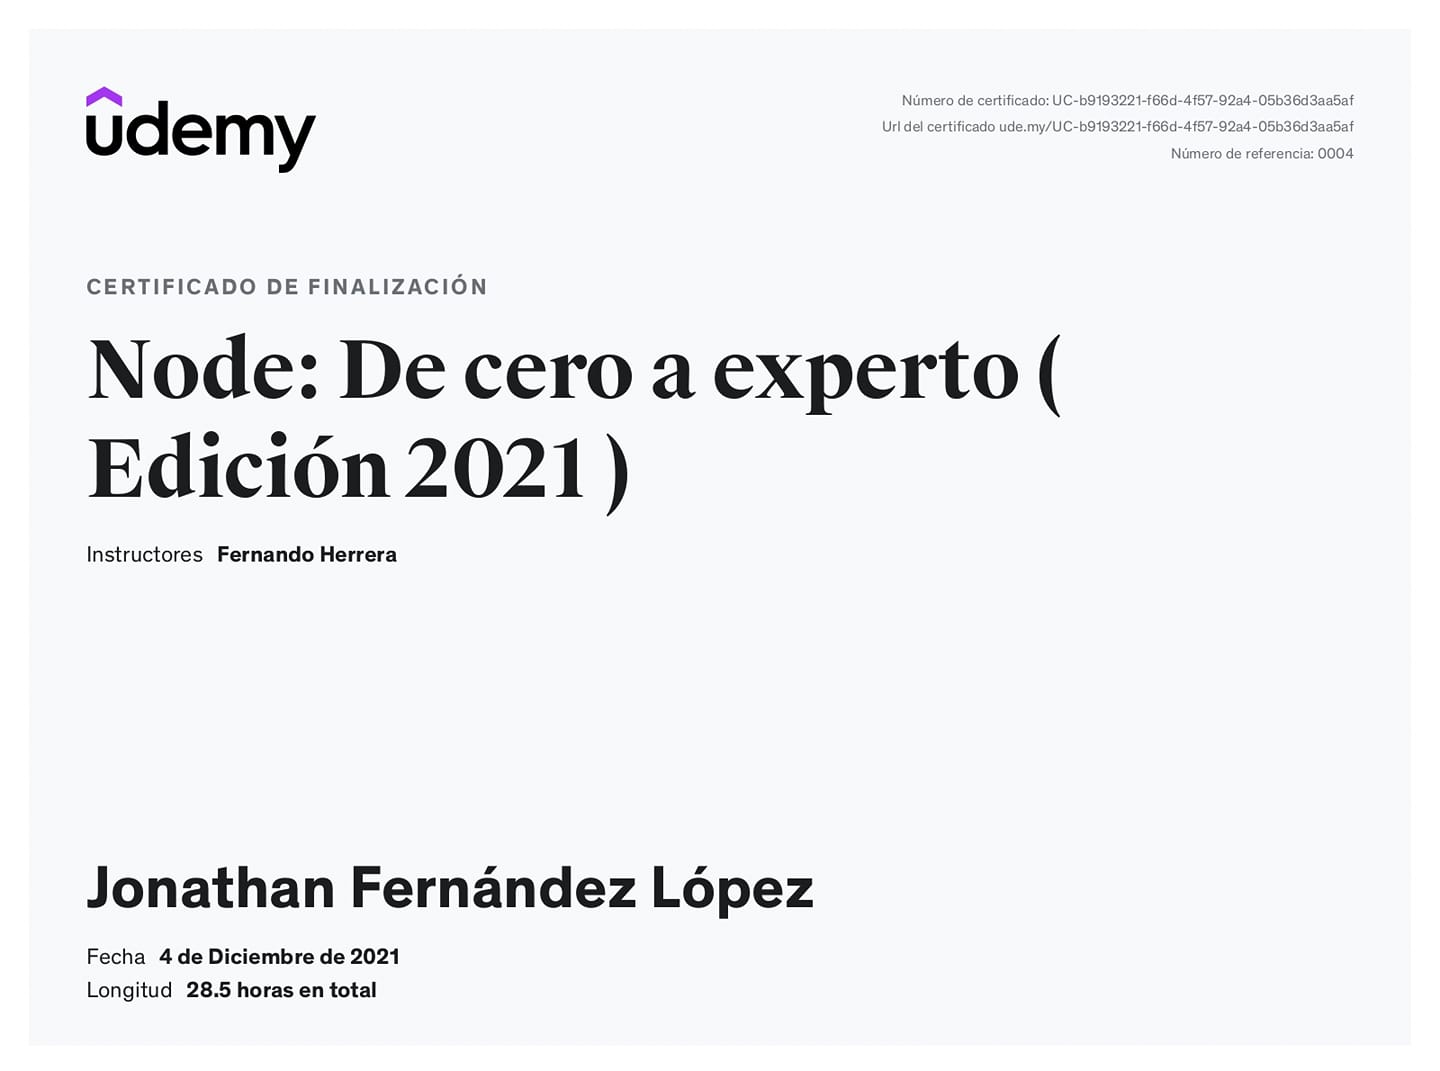 udemy
Número de certificado: UC-b9193221-f66d-4f57-92a4-05b36d3aa5af
Url del certificado ude.my/UC-b9193221-f66d-4f57-92a4-05b36d3aa5af
Número de referencia: 0004
CERTIFICADO DE FINALIZACIÓN
Node: De cero a experto (
Edición 2021 )
Instructores Fernando Herrera
Jonathan Fernández López
Fecha 4 de Diciembre de 2021
Longitud 28.5 horas en total